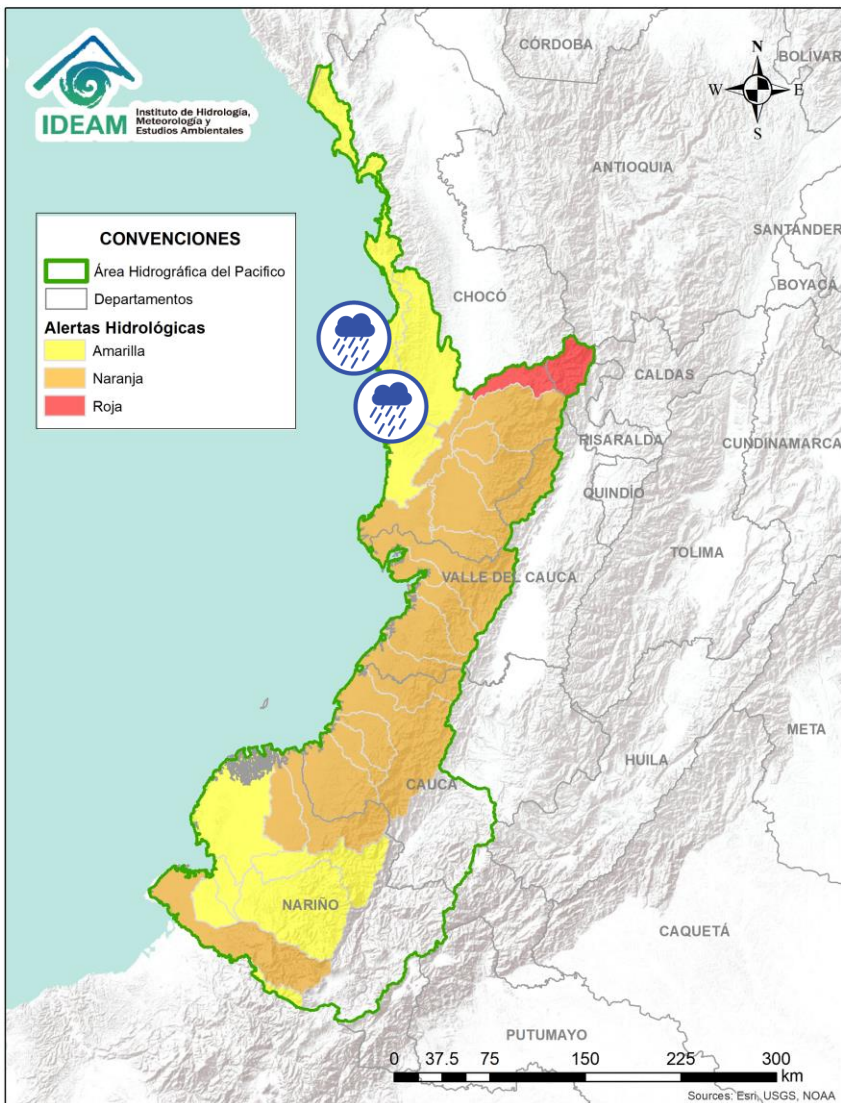 IDEAM
Instituto de Hidrología,
Meteorología y
Estudios Ambientales
CÓRDOBA
BOLÍVAR
N
W
E
S
ANTIOQUIA
SANTANDER
BOYACÁ
CONVENCIONES
Área Hidrográfica del Pacifico
Departamentos
Alertas Hidrológicas
Amarilla
Naranja
Roja
CHOCÓ
CALDAS
RISARALDA
CUNDINAMARCA
QUINDÍO
TOLIMA
VALLE DEL CAUCA
META
HUILA
CAUCA
NARIÑO
CAQUETÁ
PUTUMAYO
0 37.5 75 150 225 300
km
Sources: Esri, USGS, NOAA